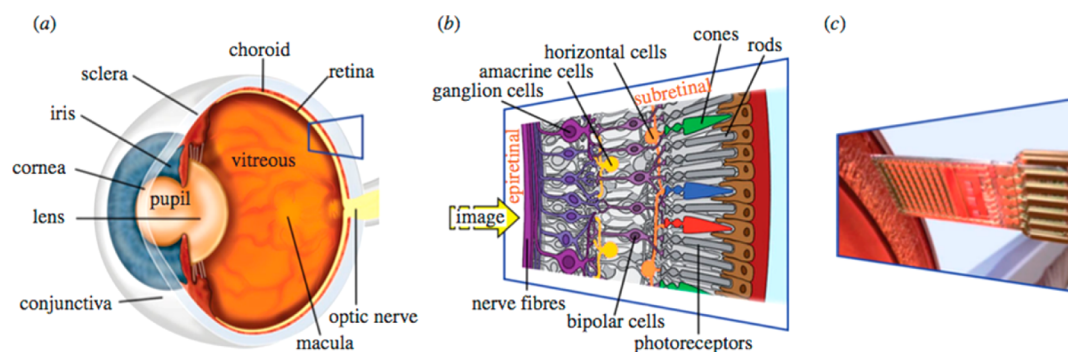 (a)
choroid
retina
sclera
iris
vitreous
cornea
pupil
lens
conjunctiva
optic nerve
macula
(b)
cones
horizontal cells
rods
amacrine cells
ganglion cells
subretinal
epiretinal
image
nerve fibres
bipolar cells
photoreceptors
(c)